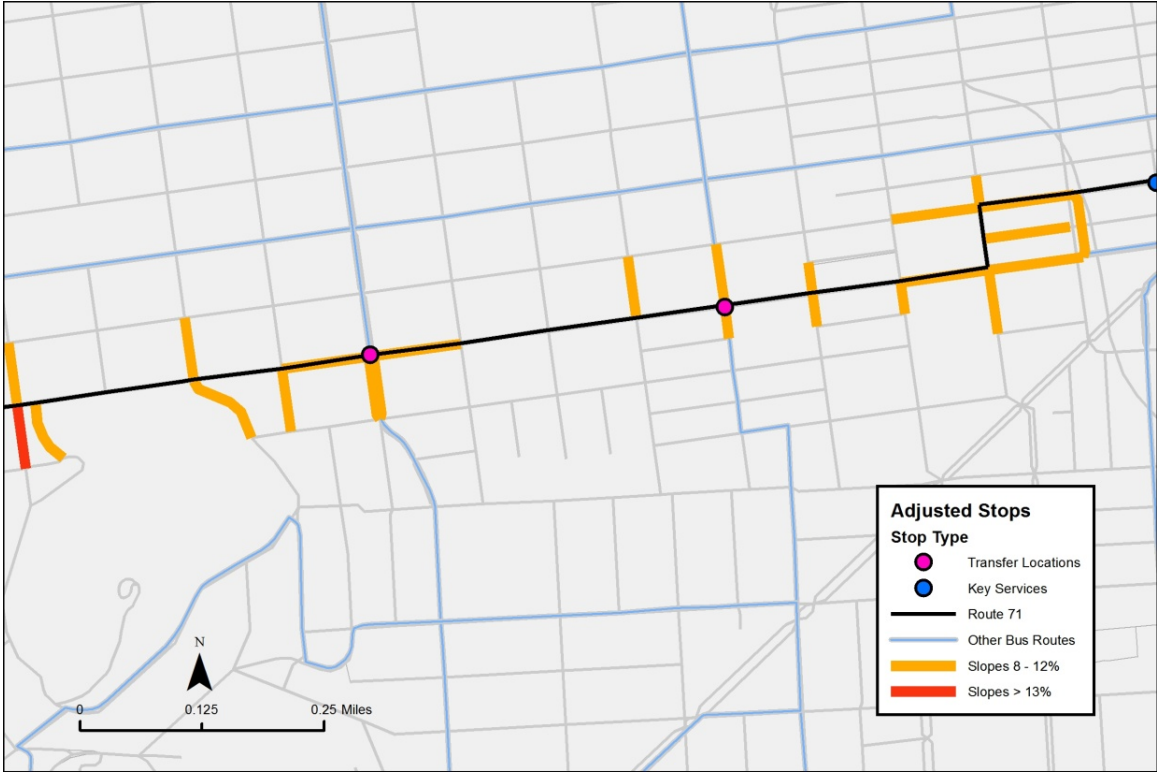 Adjusted Stops
Stop Type
Transfer Locations
Key Services
Route 71
Other Bus Routes
Slopes 8 - 12%
Slopes > 13%
N
0 0.125 0.25 Miles